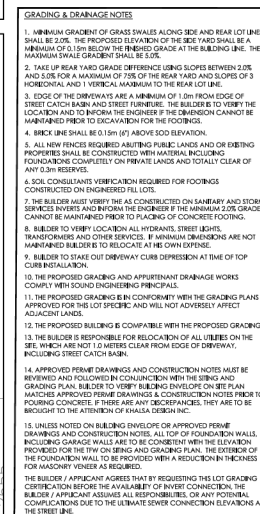 GRADING & DRAINAGE NOTES
1. MINIMUM GRADIENT OF GRASS SWALES ALONG SIDE AND REAR LOT LINE
SHALL BE 2.0%. THE PROPOSED ELEVATION OF THE SIDE YARD SHALL BE A
MINIMUM OF 0.15m BELOW THE FINISHED GRADE AT THE BUILDING LINE. THE
MAXIMUM SWALE GRADIENT SHALL BE 5.0%.
2. TAKE UP REAR YARD GRADE DIFFERENCE USING SLOPES BETWEEN 2.0%
AND 5.0% FOR A MAXIMUM OF 75% OF THE REAR YARD AND SLOPES OF 3
HORIZONTAL AND 1 VERTICAL MAXIMUM TO THE REAR LOT LINE.
3. EDGE OF THE DRIVEWAYS ARE A MINIMUM OF 1.0m FROM EDGE OF
STREET CATCH BASIN AND STREET FURNITURE. THE BUILDER IS TO VERIFY THE
LOCATION AND TO INFORM THE ENGINEER IF THE DIMENSION CANNOT BE
MAINTAINED PRIOR TO EXCAVATION FOR THE FOOTINGS.
4. BRICK LINE SHALL BE 0.15m (6") ABOVE SOD ELEVATION.
5. ALL NEW FENCES REQUIRED ABUTTING PUBLIC LANDS AND OR EXISTING
PROPERTIES SHALL BE CONSTRUCTED WITH MATERIAL INCLUDING
FOUNDATIONS COMPLETELY ON PRIVATE LANDS AND TOTALLY CLEAR OF
ANY 0.3m RESERVES.
6. SOIL CONSULTANTS VERIFICATION REQUIRED FOR FOOTINGS
CONSTRUCTED ON ENGINEERED FILL LOTS.
7. THE BUILDER MUST VERIFY THE AS CONSTRUCTED ON SANITARY AND STORM
SERVICES INVERTS AND INFORM THE ENGINEER IF THE MINIMUM 2.0% GRADE
CANNOT BE MAINTAINED PRIOR TO PLACING OF CONCRETE FOOTING.
8. BUILDER TO VERIFY LOCATION ALL HYDRANTS, STREET LIGHTS,
TRANSFORMERS AND OTHER SERVICES. IF MINIMUM DIMENSIONS ARE NOT
MAINTAINED BUILDER IS TO RELOCATE AT HIS OWN EXPENSE.
9. BUILDER TO STAKE OUT DRIVEWAY CURB DEPRESSION AT TIME OF TOP
CURB INSTALLATION.
10. THE PROPOSED GRADING AND APPURTENANT DRAINAGE WORKS
COMPLY WITH SOUND ENGINEERING PRINCIPALS.
11. THE PROPOSED GRADING IS IN CONFORMITY WITH THE GRADING PLANS
APPROVED FOR THIS LOT SPECIFIC AND WILL NOT ADVERSELY AFFECT
ADJACENT LANDS.
12. THE PROPOSED BUILDING IS COMPATIBLE WITH THE PROPOSED GRADING
13. THE BUILDER IS RESPONSIBLE FOR RELOCATION OF ALL UTILITIES ON THE
SITE, WHICH ARE NOT 1.0 METERS CLEAR FROM EDGE OF DRIVEWAY,
INCLUDING STREET CATCH BASIN.
14. APPROVED PERMIT DRAWINGS AND CONSTRUCTION NOTES MUST BE
REVIEWED AND FOLLOWED IN CONJUNCTION WITH THE SITING AND
GRADING PLAN. BUILDER TO VERIFY BUILDING ENVELOPE ON SITE PLAN
MATCHES APPROVED PERMIT DRAWINGS & CONSTRUCTION NOTES PRIOR TO
POURING CONCRETE. IF THERE ARE ANY DISCREPANCIES, THEY ARE TO BE
BROUGHT TO THE ATTENTION OF KHALSA DESIGN INC.
15. UNLESS NOTED ON BUILDING ENVELOPE OR APPROVED PERMIT
DRAWINGS AND CONSTRUCTION NOTES, ALL TOP OF FOUNDATION WALLS,
INCLUDING GARAGE WALLS ARE TO BE CONSISTENT WITH THE ELEVATION
PROVIDED FOR THE TFW ON SITING AND GRADING PLAN. THE EXTERIOR OF
THE FOUNDATION WALL TO BE PROVIDED WITH A REDUCTION IN THICKNESS
FOR MASONRY VENEER AS REQUIRED.
THE BUILDER / APPLICANT AGREES THAT BY REQUESTING THIS LOT GRADING
CERTIFICATION BEFORE THE AVAILABILITY OF INVERT CONNECTION, THE
BUILDER / APPLICANT ASSUMES ALL RESPONSIBILITIES, OR ANY POTENTIAL
COMPLICATIONS DUE TO THE ULTIMATE SEWER CONNECTION ELEVATIONS A
THE STREET LINE.